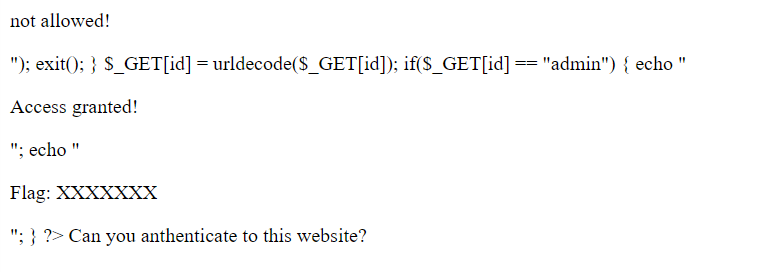 not allowed!
"); exit(); } $_GET[id] = urldecode($_GET[id]); if($_GET[id] == "admin") { echo "
Access granted!
"; echo "
Flag: XXXXXXX
"; } ?> Can you anthenticate to this website?